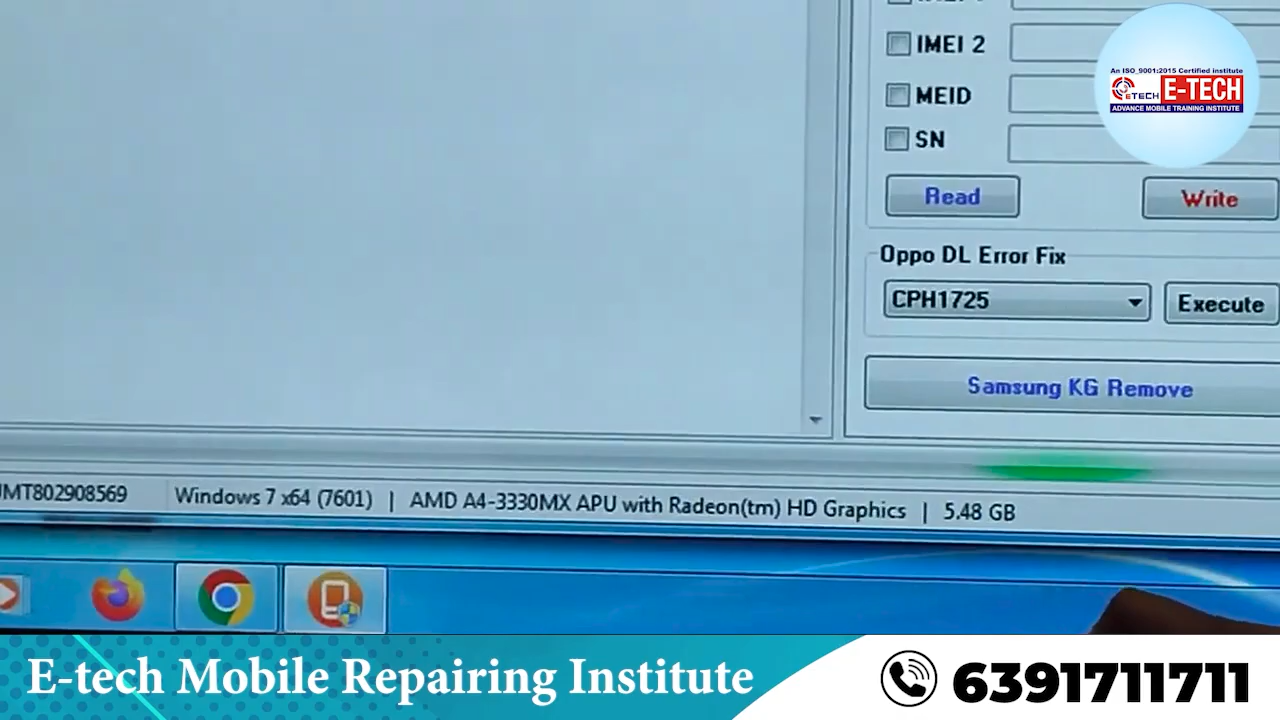 IMEI 2
MEID
SN
Read
Write
Oppo DL Error Fix
CPH1725
Execute
Samsung KG Remove
MT802908569
Windows 7 x64 (7601) | AMD A4-3330MX APU with Radeon(tm) HD Graphics | 5.48 GB
An ISO_9001:2015 Certified institute
ETECH E-TECH
ADVANCE MOBILE TRAINING INSTITUTE
E-tech Mobile Repairing Institute
6391711711